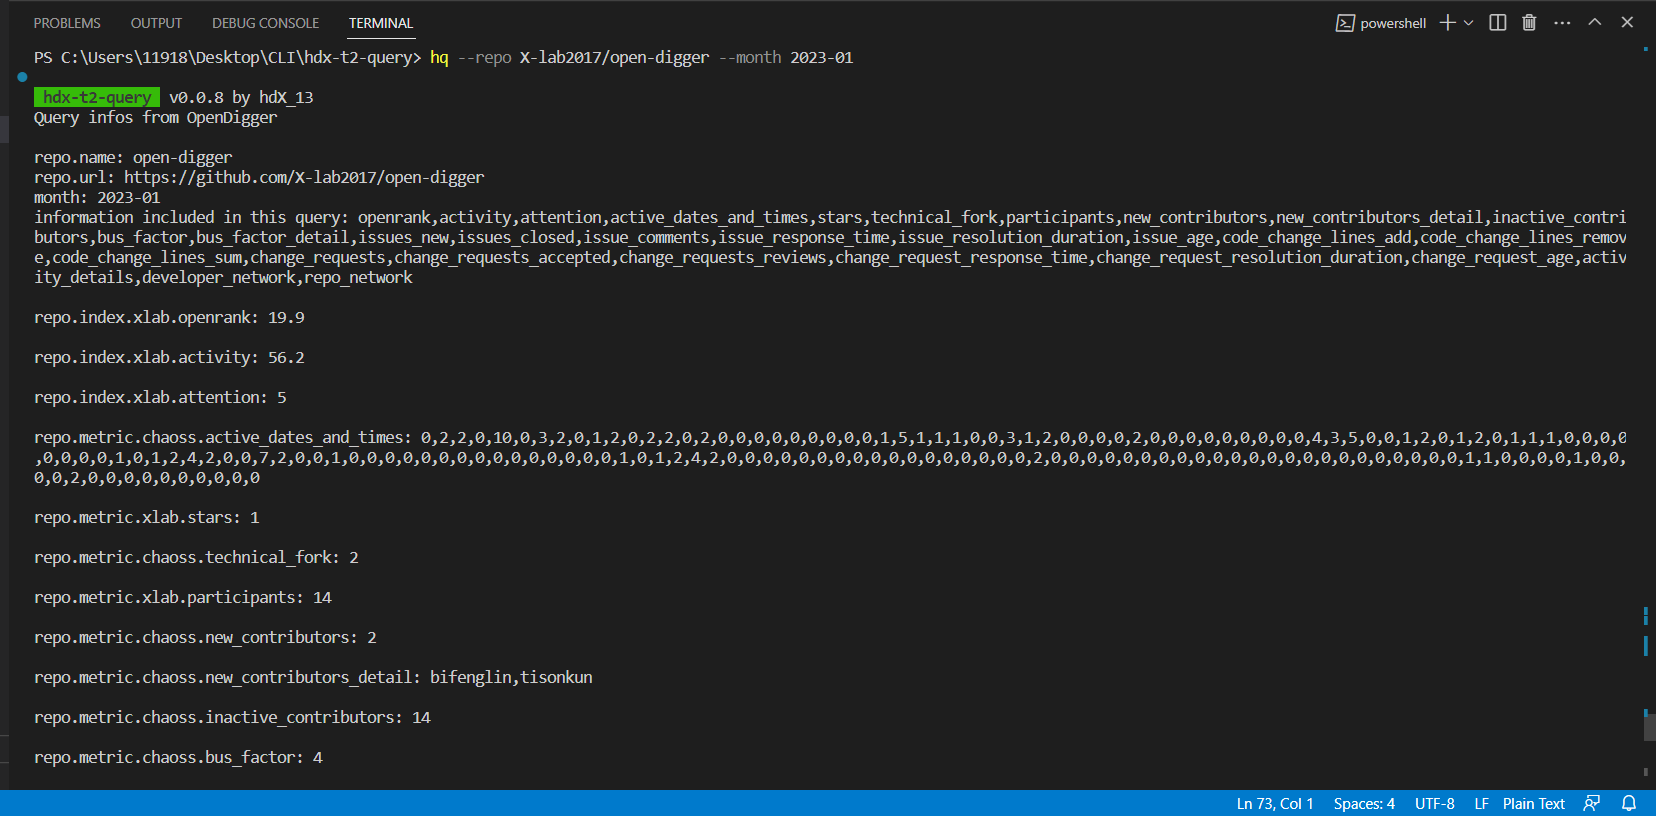 PROBLEMS OUTPUT DEBUG CONSOLE TERMINAL powershell
PS C:\Users\11918\Desktop\CLI\hdx-t2-query> hq --repo X-lab2017/open-digger --month 2023-01
hdx-t2-query v0.0.8 by hdX_13
Query infos from OpenDigger
repo.name: open-digger
repo.url: https://github.com/X-lab2017/open-digger
month: 2023-01
information included in this query: openrank,activity,attention,active_dates_and_times,stars,technical_fork,participants,new_contributors,new_contributors_detail,inactive_contri
butors,bus_factor,bus_factor_detail,issues_new,issues_closed,issue_comments,issue_response_time,issue_resolution_duration,issue_age,code_change_lines_add,code_change_lines_remov
e,code_change_lines_sum,change_requests,change_requests_accepted,change_requests_reviews,change_request_response_time,change_request_resolution_duration,change_request_age,activ
ity_details,developer_network,repo_network
repo.index.xlab.openrank: 19.9
repo.index.xlab.activity: 56.2
repo.index.xlab.attention: 5
repo.metric.chaoss.active_dates_and_times: 0,2,2,0,10,0,3,2,0,1,2,0,2,2,0,2,0,0,0,0,0,0,0,0,0,1,5,1,1,1,0,0,3,1,2,0,0,0,0,2,0,0,0,0,0,0,0,0,0,4,3,5,0,0,1,2,0,1,2,0,1,1,1,0,0,0,0
,0,0,0,0,1,0,1,2,4,2,0,0,7,2,0,0,1,0,0,0,0,0,0,0,0,0,0,0,0,0,0,0,1,0,1,2,4,2,0,0,0,0,0,0,0,0,0,0,0,0,0,0,0,0,0,2,0,0,0,0,0,0,0,0,0,0,0,0,0,0,0,0,0,0,0,0,0,0,0,1,1,0,0,0,0,1,0,0,
0,0,2,0,0,0,0,0,0,0,0,0,0
repo.metric.xlab.stars: 1
repo.metric.chaoss.technical_fork: 2
repo.metric.xlab.participants: 14
repo.metric.chaoss.new_contributors: 2
repo.metric.chaoss.new_contributors_detail: bifenglin,tisonkun
repo.metric.chaoss.inactive_contributors: 14
repo.metric.chaoss.bus_factor: 4
Ln 73, Col 1 Spaces: 4 UTF-8 LF Plain Text